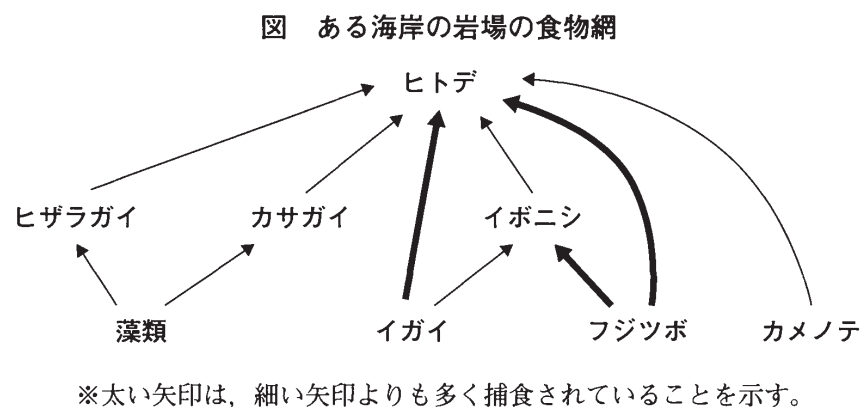 図 ある海岸の岩場の食物網
ヒトデ
ヒザラガイ カサガイ イボニシ
藻類 イガイ フジツボ カメノテ
※太い矢印は，細い矢印よりも多く捕食されていることを示す。